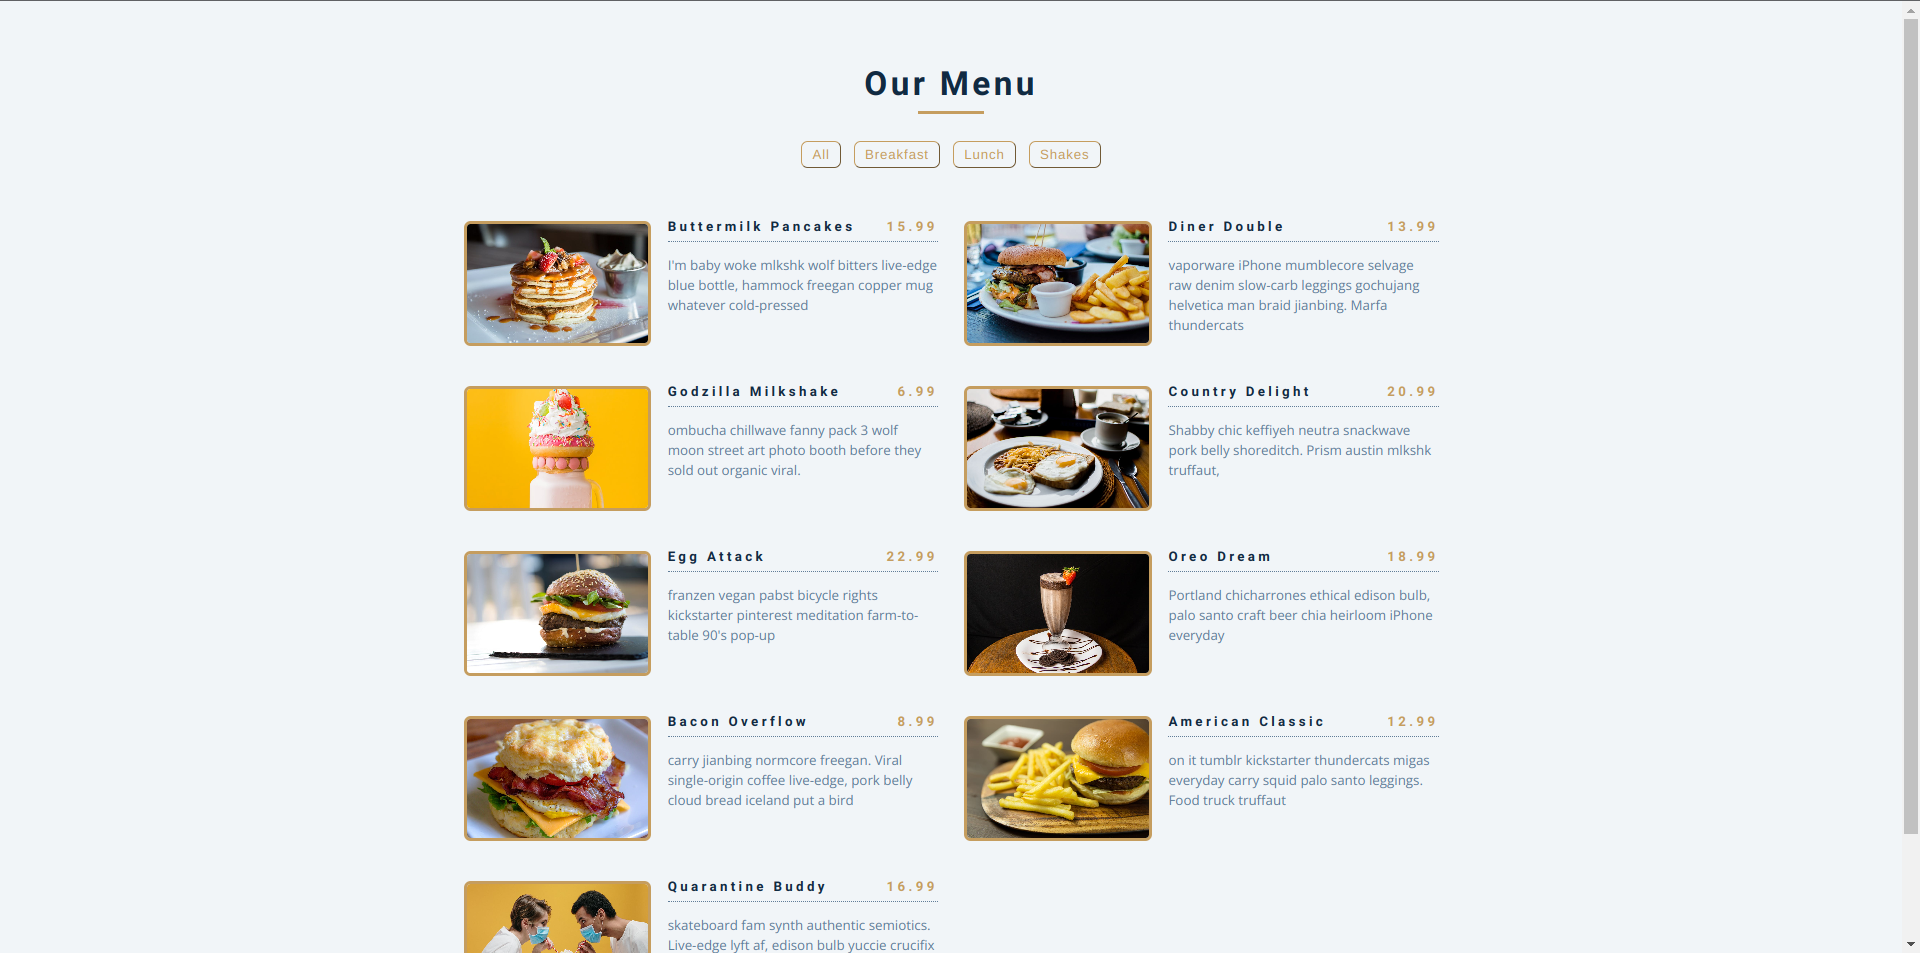 Our Menu
All
Breakfast
Lunch
Shakes
Buttermilk Pancakes 15.99
I'm baby woke mlkshk wolf bitters live-edge
blue bottle, hammock freegan copper mug
whatever cold-pressed
Diner Double 13.99
vaporware iPhone mumblecore selvage
raw denim slow-carb leggings gochujang
helvetica man braid jianbing. Marfa
thundercats
Godzilla Milkshake 6.99
ombucha chillwave fanny pack 3 wolf
moon street art photo booth before they
sold out organic viral.
Country Delight 20.99
Shabby chic keffiyeh neutra snackwave
pork belly shoreditch. Prism austin mlkshk
truffaut,
Egg Attack 22.99
franzen vegan pabst bicycle rights
kickstarter pinterest meditation farm-to-
table 90's pop-up
Oreo Dream 18.99
Portland chicharrones ethical edison bulb,
palo santo craft beer chia heirloom iPhone
everyday
Bacon Overflow 8.99
carry jianbing normcore freegan. Viral
single-origin coffee live-edge, pork belly
cloud bread iceland put a bird
American Classic 12.99
on it tumblr kickstarter thundercats migas
everyday carry squid palo santo leggings.
Food truck truffaut
Quarantine Buddy 16.99
skateboard fam synth authentic semiotics.
Live-edge lyft af, edison bulb yuccie crucifix